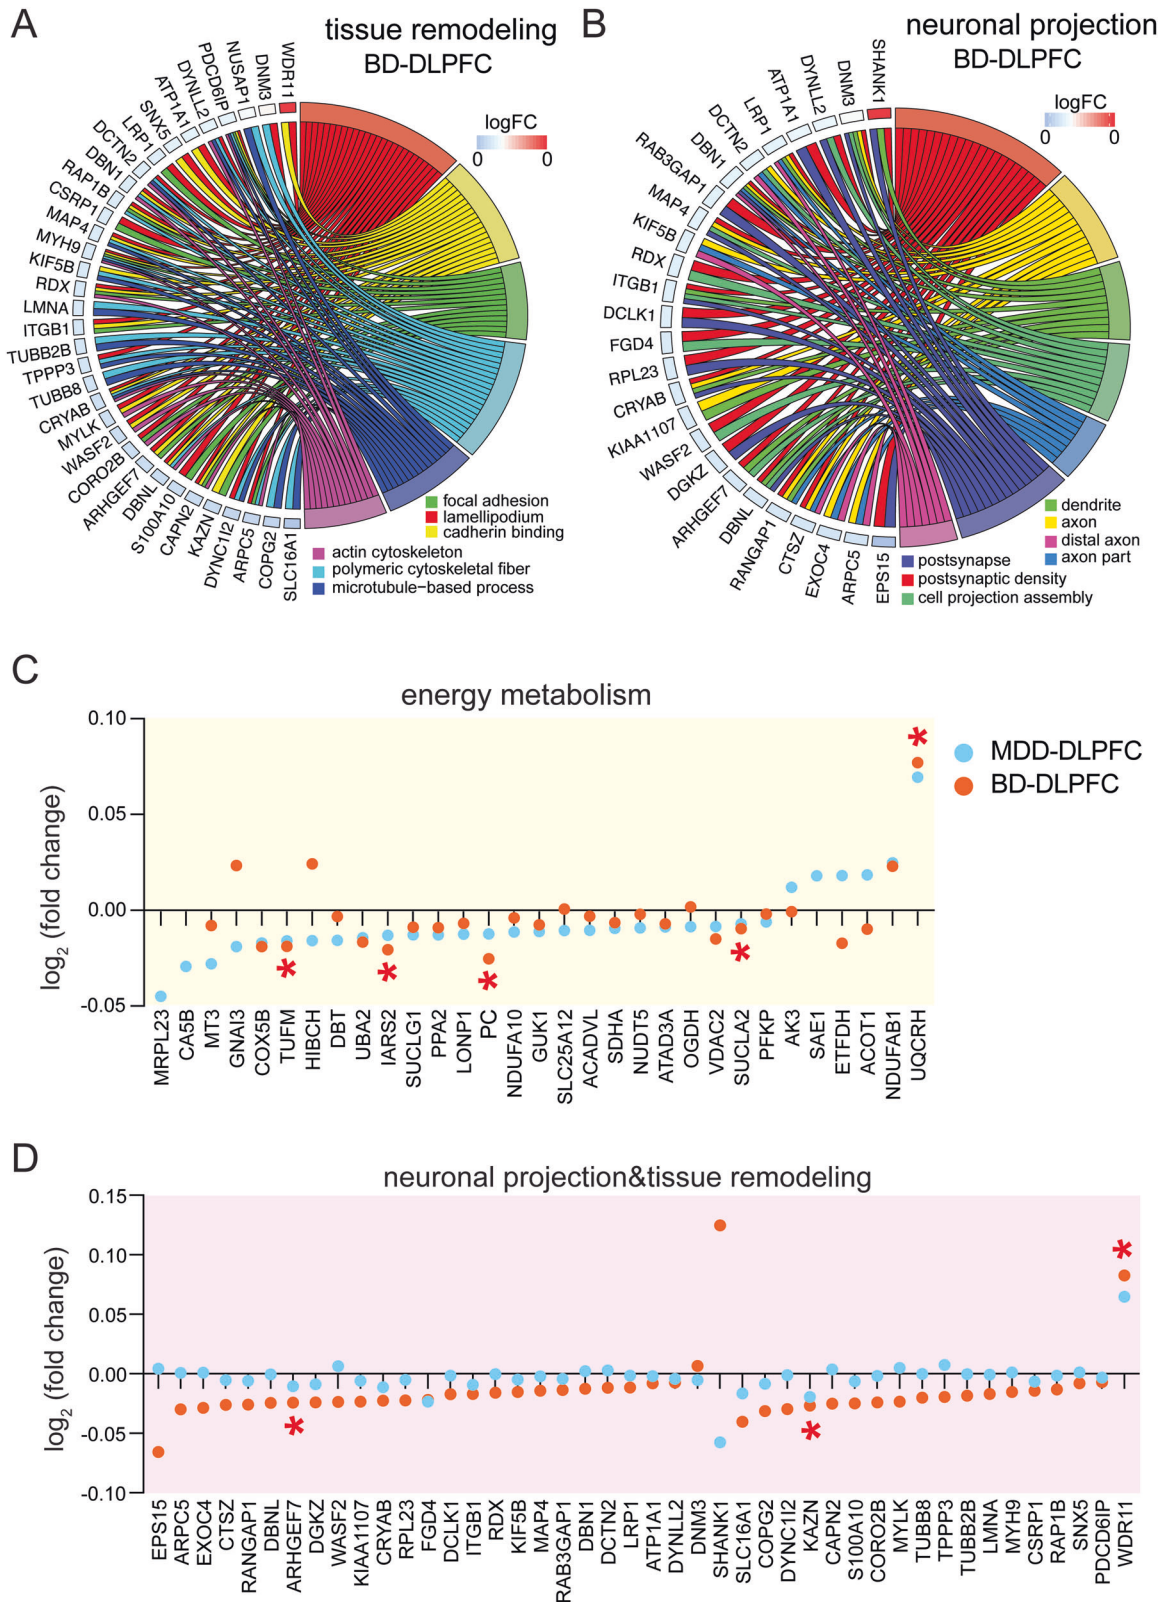 A
tissue remodeling
BD-DLPFC
logFC
0 0
WDR11
DNM3
NUSAP1
PDCD6IP
DYNLL2
ATP1A1
SNX5
LRP1
DCTN2
DBN1
RAP1B
CSRP1
MAP4
MYH9
KIF5B
RDX
LMNA
ITGB1
TUBB2B
TPPP3
TUBB8
CRYAB
MYLK
WASF2
CORO2B
ARHGEF7
DBNL
S100A10
CAPN2
KAZN
DYNC1I2
ARPC5
COPG2
SLC16A1
focal adhesion
lamellipodium
cadherin binding
actin cytoskeleton
polymeric cytoskeletal fiber
microtubule−based process
B
neuronal projection
BD-DLPFC
logFC
0 0
SHANK1
DNM3
DYNLL2
ATP1A1
LRP1
DCTN2
DBN1
RAB3GAP1
MAP4
KIF5B
RDX
ITGB1
DCLK1
FGD4
RPL23
CRYAB
KIAA1107
WASF2
DGKZ
ARHGEF7
DBNL
RANGAP1
CTSZ
EXOC4
ARPC5
EPS15
dendrite
axon
distal axon
axon part
postsynapse
postsynaptic density
cell projection assembly
C
energy metabolism
log2 (fold change)
0.10
0.05
0.00
-0.05
*
*
*
*
*
MDD-DLPFC
BD-DLPFC
MRPL23
CA5B
MT3
GNAI3
COX5B
TUFM
HIBCH
DBT
UBA2
IARS2
SUCLG1
PPA2
LONP1
PC
NDUFA10
GUK1
SLC25A12
ACADVL
SDHA
NUDT5
ATAD3A
OGDH
VDAC2
SUCLA2
PFKP
AK3
SAE1
ETFDH
ACOT1
NDUFAB1
UQCRH
D
neuronal projection&tissue remodeling
log2 (fold change)
0.15
0.10
0.05
0.00
-0.05
-0.10
*
*
*
EPS15
ARPC5
EXOC4
CTSZ
RANGAP1
DBNL
ARHGEF7
DGKZ
WASF2
KIAA1107
CRYAB
RPL23
FGD4
DCLK1
ITGB1
RDX
KIF5B
MAP4
RAB3GAP1
DBN1
DCTN2
LRP1
ATP1A1
DYNLL2
DNM3
SHANK1
SLC16A1
COPG2
DYNC1I2
KAZN
CAPN2
S100A10
CORO2B
MYLK
TUBB8
TPPP3
TUBB2B
LMNA
MYH9
CSRP1
RAP1B
SNX5
PDCD6IP
WDR11